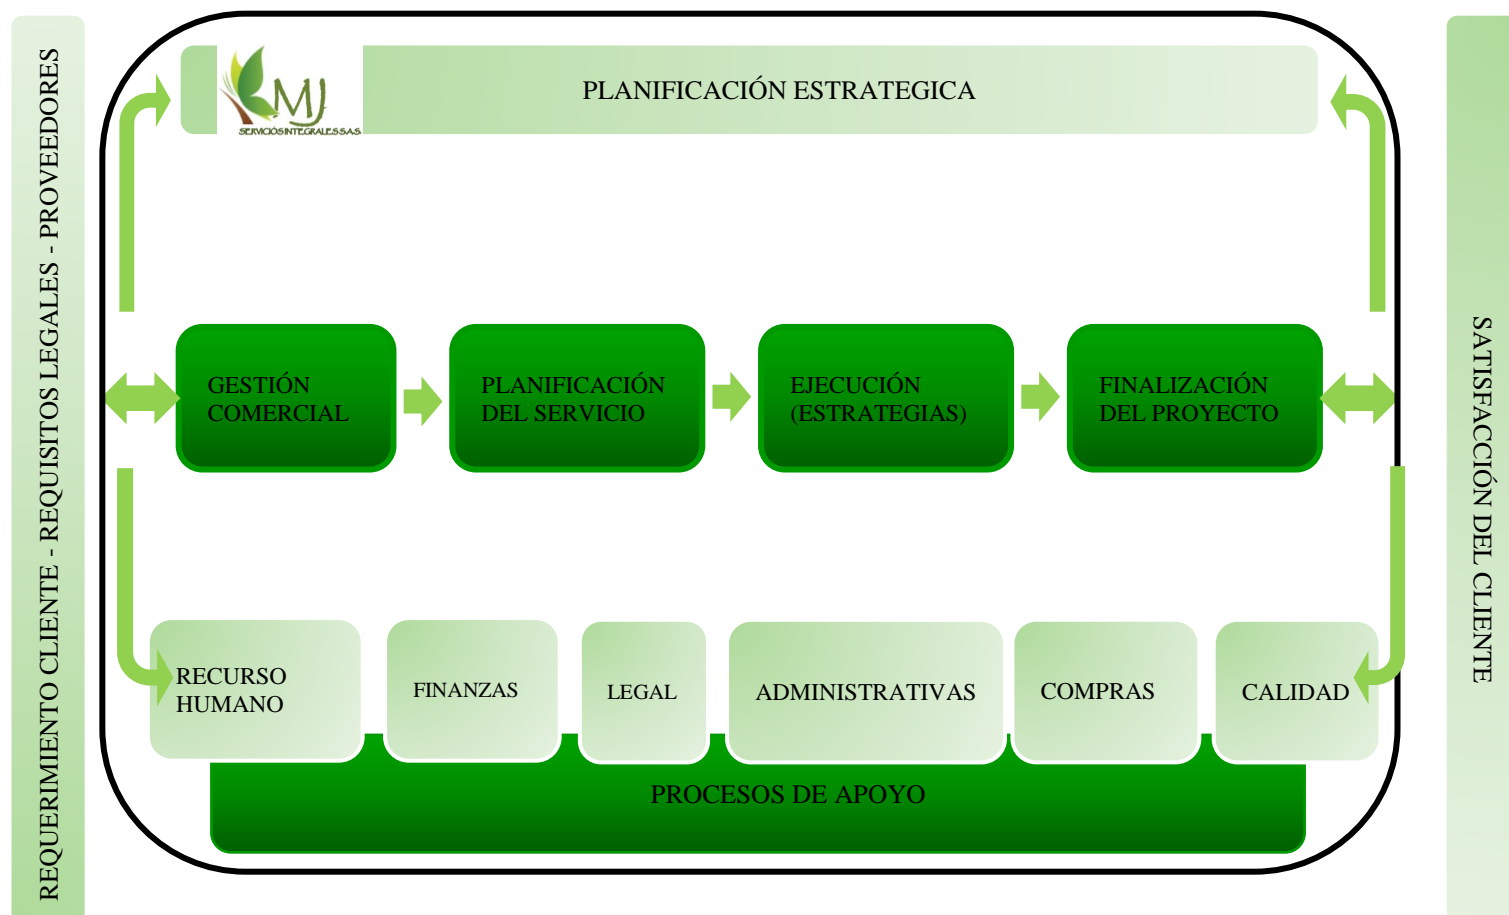 REQUERIMIENTO CLIENTE - REQUISITOS LEGALES - PROVEEDORES
MJ
SERVICIOS INTEGRALES S.A.S.
PLANIFICACIÓN ESTRATEGICA
GESTIÓN
COMERCIAL
PLANIFICACIÓN
DEL SERVICIO
EJECUCIÓN
(ESTRATEGIAS)
FINALIZACIÓN
DEL PROYECTO
RECURSO
HUMANO
FINANZAS
LEGAL
ADMINISTRATIVAS
COMPRAS
CALIDAD
PROCESOS DE APOYO
SATISFACCIÓN DEL CLIENTE